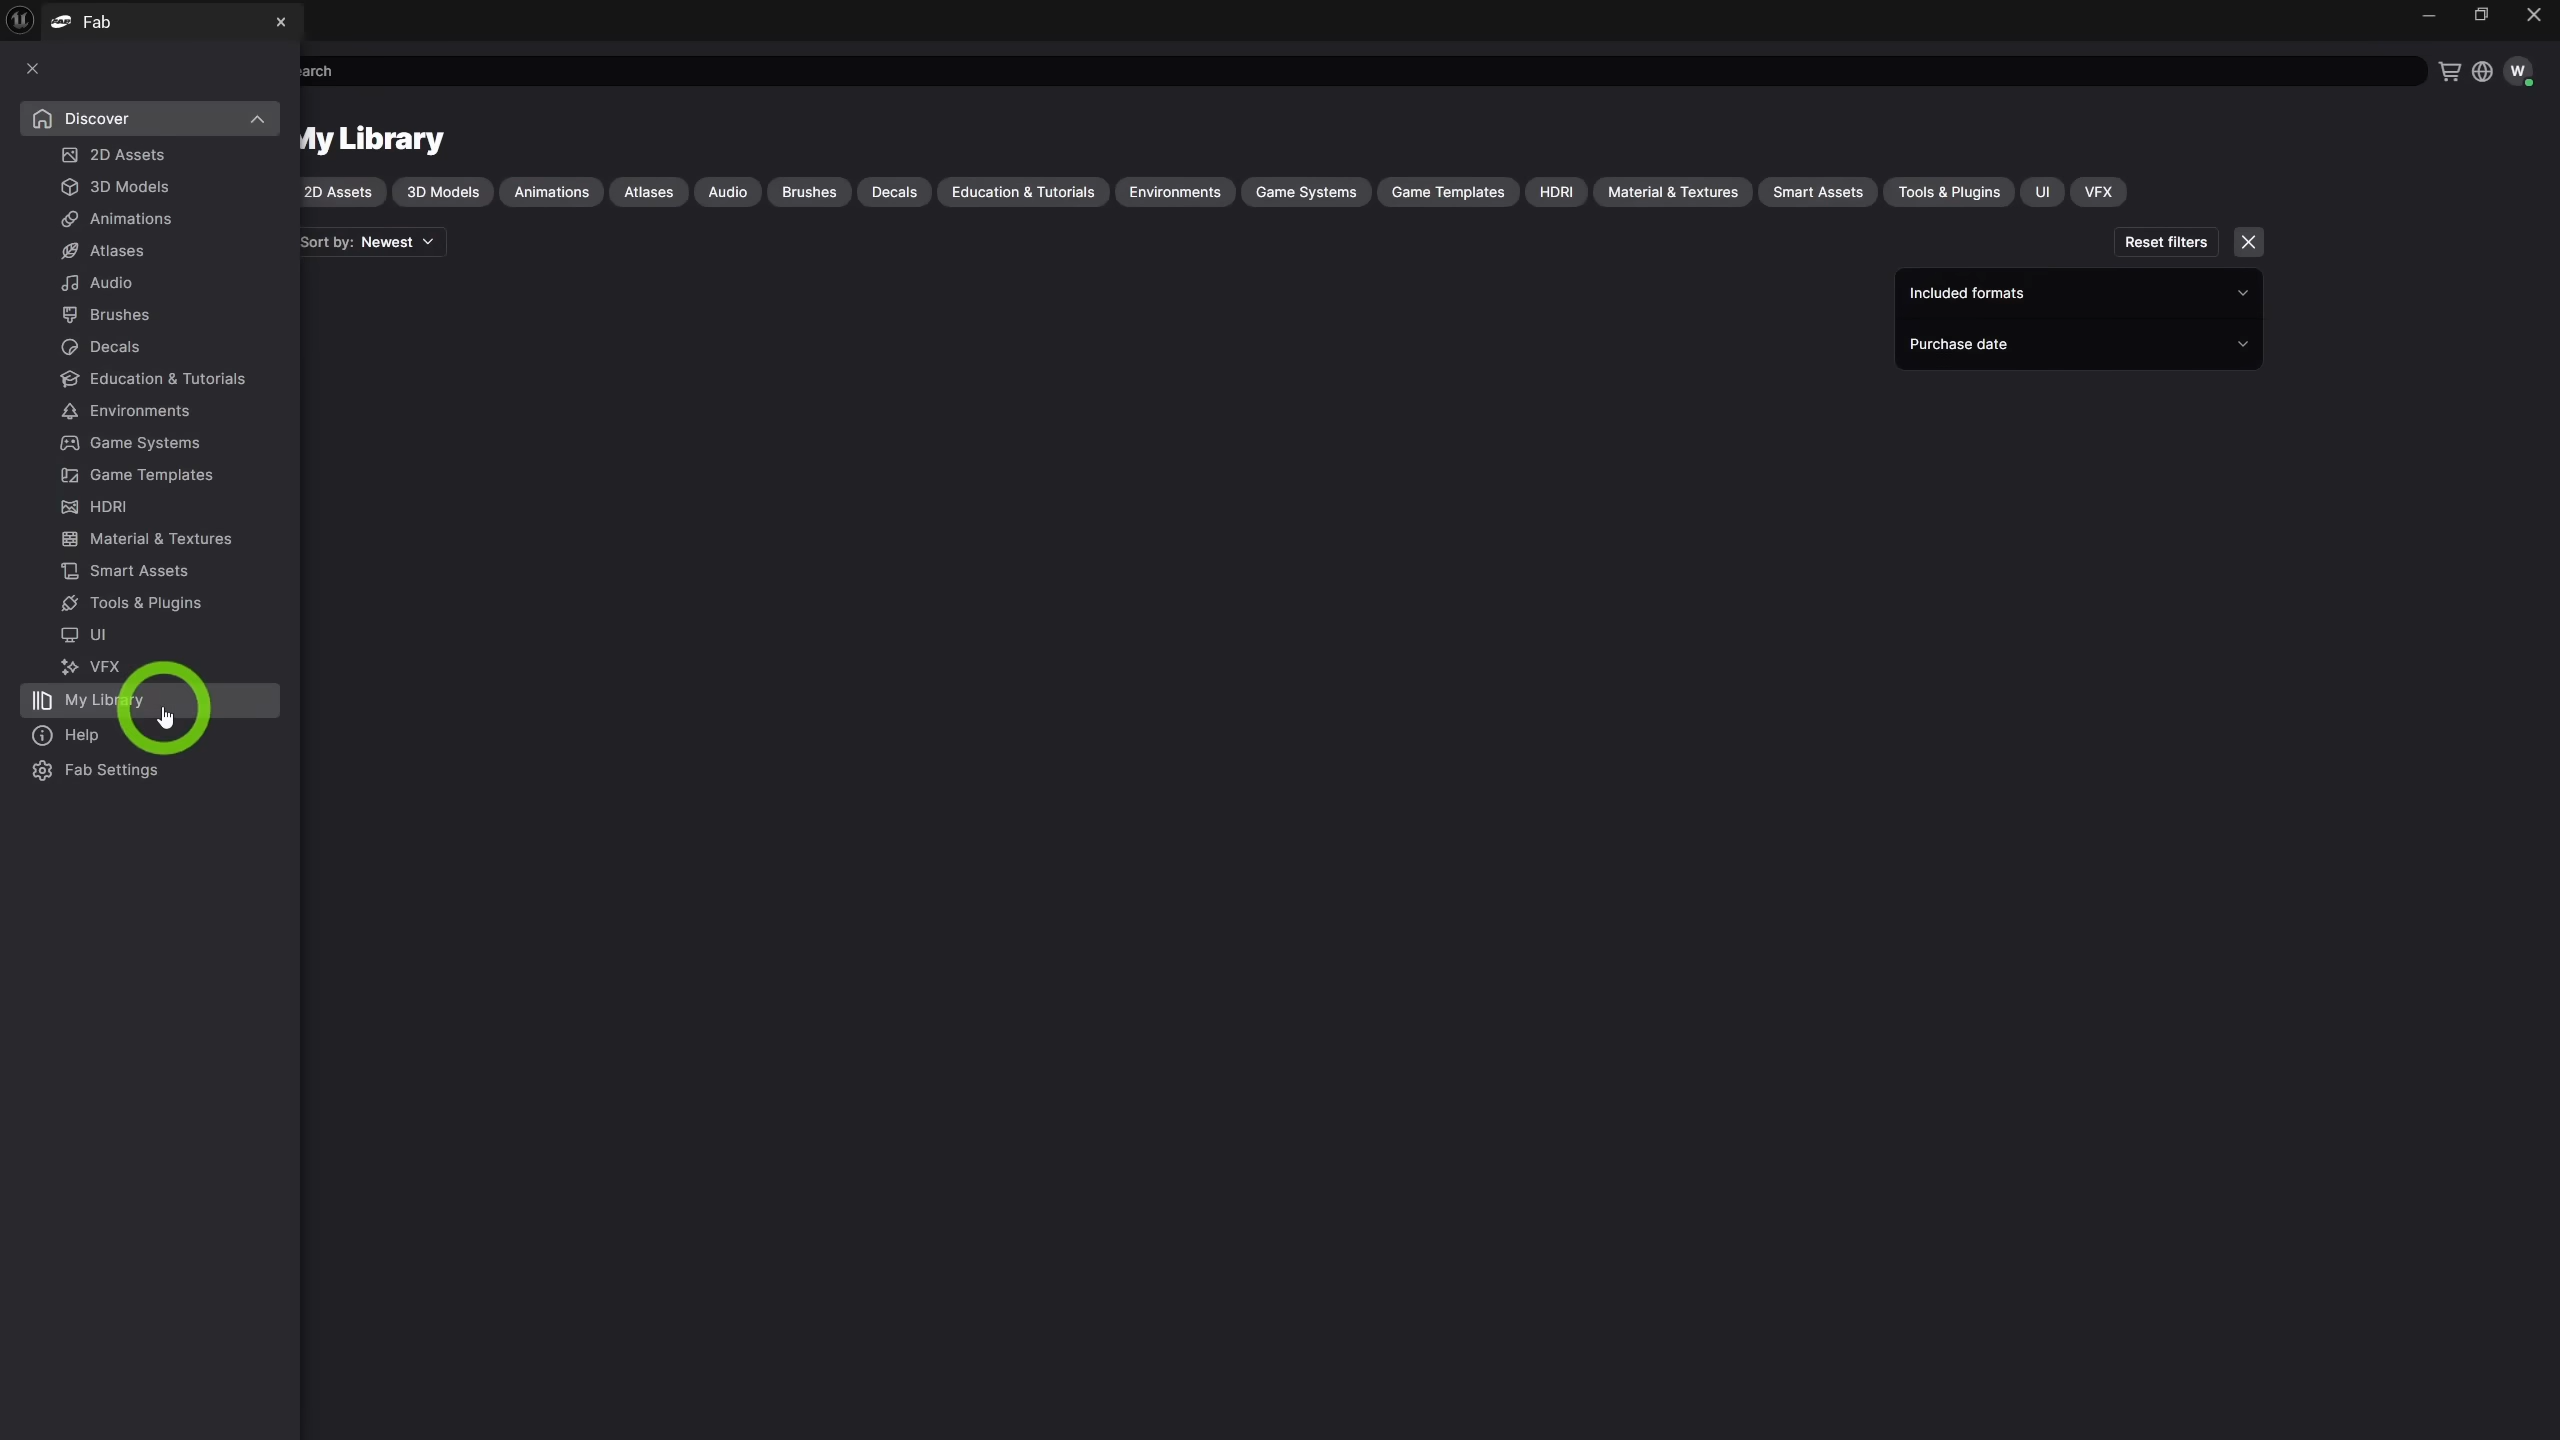 Fab
earch
W
Discover
2D Assets
3D Models
Animations
Atlases
Audio
Brushes
Decals
Education & Tutorials
Environments
Game Systems
Game Templates
HDRI
Material & Textures
Smart Assets
Tools & Plugins
UI
VFX
My Library
Help
Fab Settings
My Library
2D Assets 3D Models Animations Atlases Audio Brushes Decals Education & Tutorials Environments Game Systems Game Templates HDRI Material & Textures Smart Assets Tools & Plugins UI VFX
Sort by: Newest
Reset filters
Included formats
Purchase date